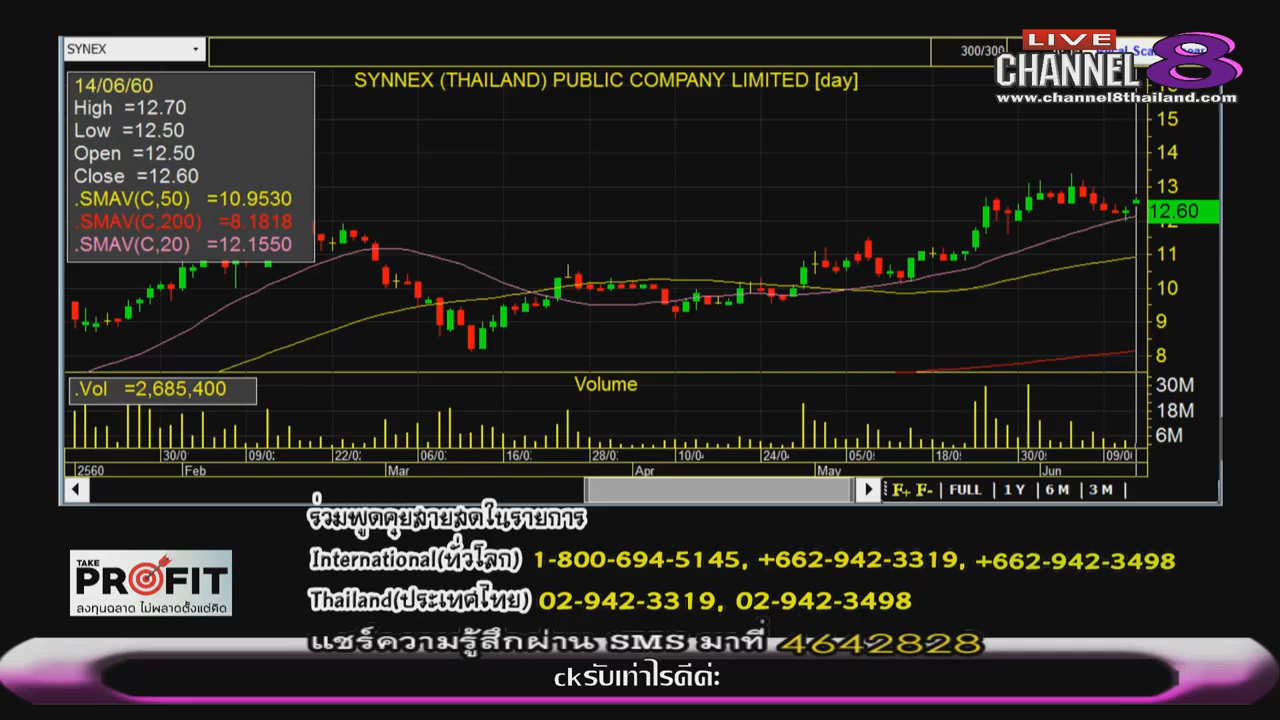 SYNEX
300/300
LIVE
CHANNEL 8
www.channel8thailand.com
SYNNEX (THAILAND) PUBLIC COMPANY LIMITED [day]
14/06/60
High =12.70
Low =12.50
Open =12.50
Close =12.60
.SMAV(C,50) =10.9530
.SMAV(C,200) =8.1818
.SMAV(C,20) =12.1550
15
14
13
12.60
12
11
10
9
8
.Vol =2,685,400
Volume
30M
18M
6M
30/0 09/0 22/0 06/0 16/0 28/0 10/0 24/0 05/0 18/0 30/0 09/0
2560 Feb Mar Apr May Jun
F+ F- FULL 1 Y 6 M 3 M
ร่วมพูดคุยสายสดในรายการ
International(ทั่วโลก) 1-800-694-5145, +662-942-3319, +662-942-3498
TAKE
PROFIT
ลงทุนฉลาด ไม่พลาดตั้งแต่คิด
Thailand(ประเทศไทย) 02-942-3319, 02-942-3498
แชร์ความรู้สึกผ่าน SMS มาที่ 4642828
ckรับเท่าไรดีค่ะ